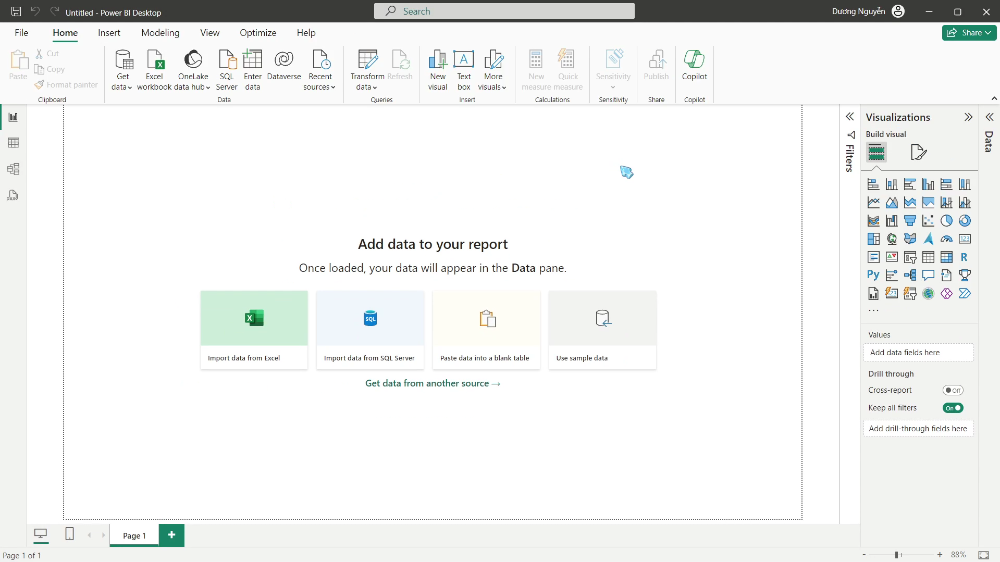 Untitled - Power BI Desktop
Search
Dương Nguyễn
File
Home
Insert
Modeling
View
Optimize
Help
Share
Paste
Cut
Copy
Format painter
Clipboard
Get
data
Excel
workbook
OneLake
data hub
SQL
Server
Enter
data
Dataverse
Recent
sources
Data
Transform
data
Refresh
Queries
New
visual
A
Text
box
More
visuals
Insert
New
measure
Quick
measure
Calculations
Sensitivity
Sensitivity
Publish
Share
Copilot
Copilot
DAX
Add data to your report
Once loaded, your data will appear in the Data pane.
X
SQL
Import data from Excel
Import data from SQL Server
Paste data into a blank table
Use sample data
Get data from another source →
Filters
Visualizations
Data
Build visual
123
R
Py
123
...
Values
Add data fields here
Drill through
Cross-report
Off
Keep all filters
On
Add drill-through fields here
Page 1
+
Page 1 of 1
- + 88%